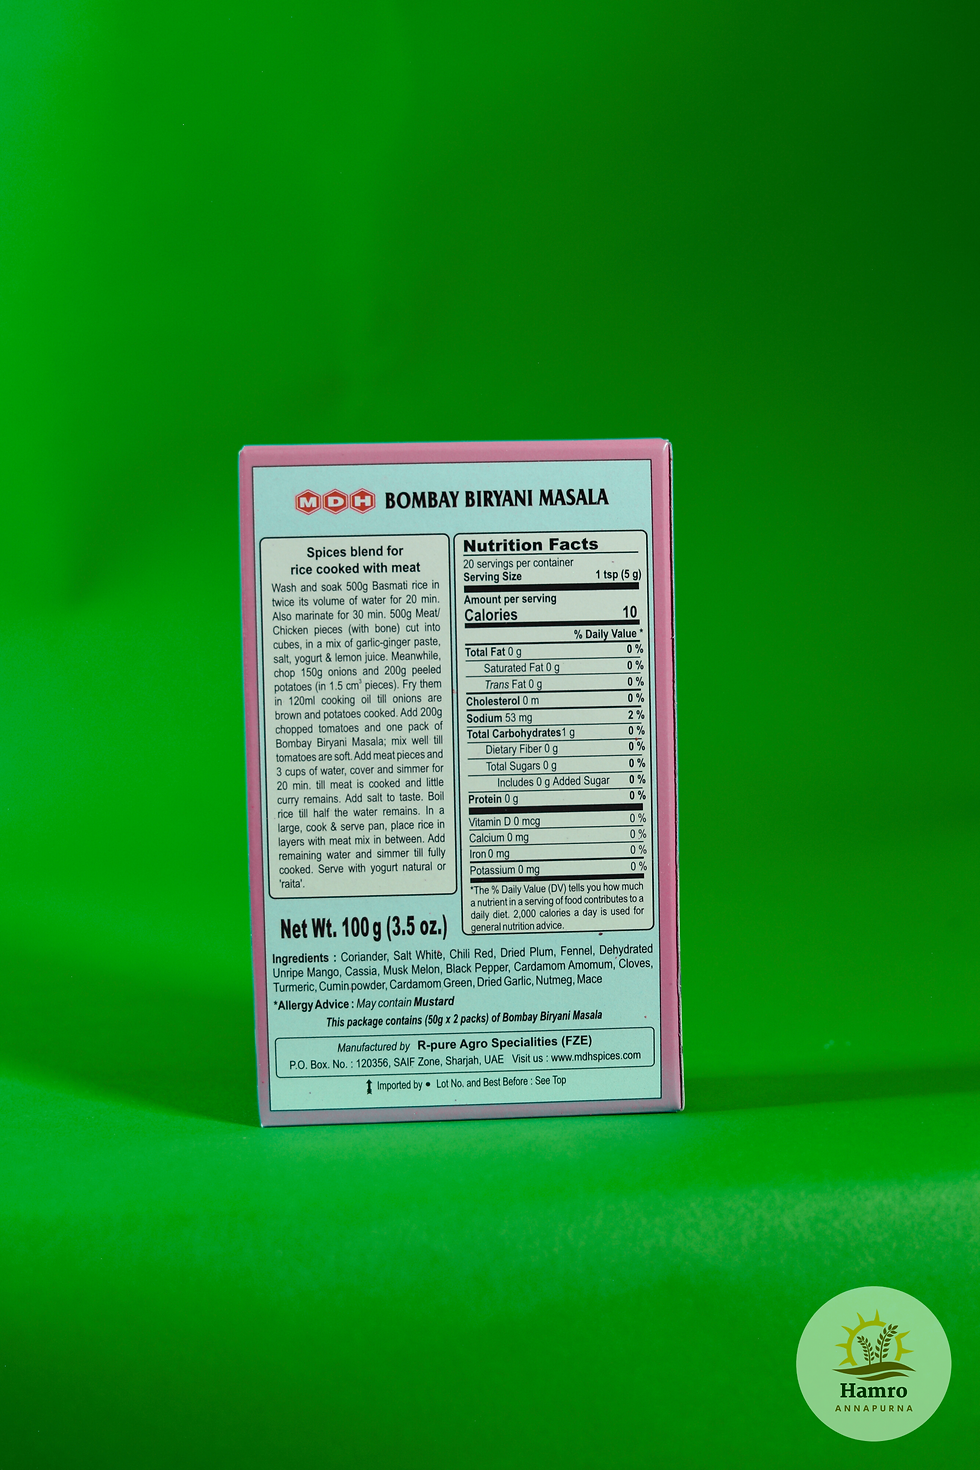 MDH BOMBAY BIRYANI MASALA
Spices blend for
rice cooked with meat
Wash and soak 500g Basmati rice in
twice its volume of water for 20 min.
Also marinate for 30 min. 500g Meat/
Chicken pieces (with bone) cut into
cubes, in a mix of garlic-ginger paste,
salt, yogurt & lemon juice. Meanwhile,
chop 150g onions and 200g peeled
potatoes (in 1.5 cm³ pieces). Fry them
in 120ml cooking oil till onions are
brown and potatoes cooked. Add 200g
chopped tomatoes and one pack of
Bombay Biryani Masala; mix well till
tomatoes are soft. Add meat pieces and
3 cups of water, cover and simmer for
20 min. till meat is cooked and little
curry remains. Add salt to taste. Boil
rice till half the water remains. In a
large, cook & serve pan, place rice in
layers with meat mix in between. Add
remaining water and simmer till fully
cooked. Serve with yogurt natural or
'raita'.
Nutrition Facts
20 servings per container
Serving Size 1 tsp (5 g)
Amount per serving
Calories 10
% Daily Value *
Total Fat 0 g 0 %
Saturated Fat 0 g 0 %
Trans Fat 0 g 0 %
Cholesterol 0 m 0 %
Sodium 53 mg 2 %
Total Carbohydrates1 g 0 %
Dietary Fiber 0 g 0 %
Total Sugars 0 g 0 %
Includes 0 g Added Sugar 0 %
Protein 0 g 0 %
Vitamin D 0 mcg 0 %
Calcium 0 mg 0 %
Iron 0 mg 0 %
Potassium 0 mg 0 %
*The % Daily Value (DV) tells you how much
a nutrient in a serving of food contributes to a
daily diet. 2,000 calories a day is used for
general nutrition advice.
Net Wt. 100 g (3.5 oz.)
Ingredients : Coriander, Salt White, Chili Red, Dried Plum, Fennel, Dehydrated
Unripe Mango, Cassia, Musk Melon, Black Pepper, Cardamom Amomum, Cloves,
Turmeric, Cumin powder, Cardamom Green, Dried Garlic, Nutmeg, Mace
*Allergy Advice : May contain Mustard
This package contains (50g x 2 packs) of Bombay Biryani Masala
Manufactured by R-pure Agro Specialities (FZE)
P.O. Box. No. : 120356, SAIF Zone, Sharjah, UAE Visit us : www.mdhspices.com
Imported by • Lot No. and Best Before : See Top
Hamro
ANNAPURNA